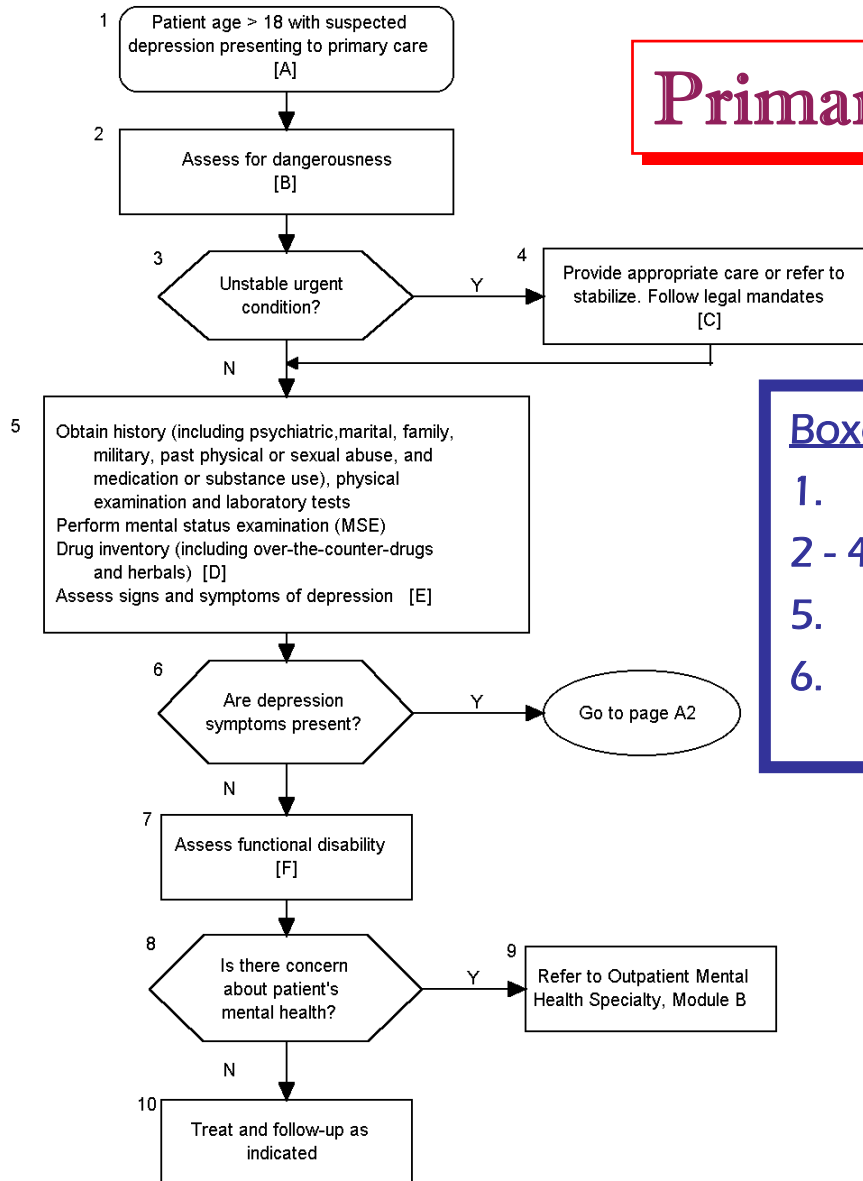 1
Patient age > 18 with suspected
depression presenting to primary care
[A]
2
Assess for dangerousness
[B]
3
Unstable urgent
condition?
Y
4
Provide appropriate care or refer to
stabilize. Follow legal mandates
[C]
N
5
Obtain history (including psychiatric,marital, family,
military, past physical or sexual abuse, and
medication or substance use), physical
examination and laboratory tests
Perform mental status examination (MSE)
Drug inventory (including over-the-counter-drugs
and herbals) [D]
Assess signs and symptoms of depression [E]
6
Are depression
symptoms present?
Y
Go to page A2
N
7
Assess functional disability
[F]
8
Is there concern
about patient's
mental health?
Y
9
Refer to Outpatient Mental
Health Specialty, Module B
N
10
Treat and follow-up as
indicated
1.
2 - 4
5.
6.